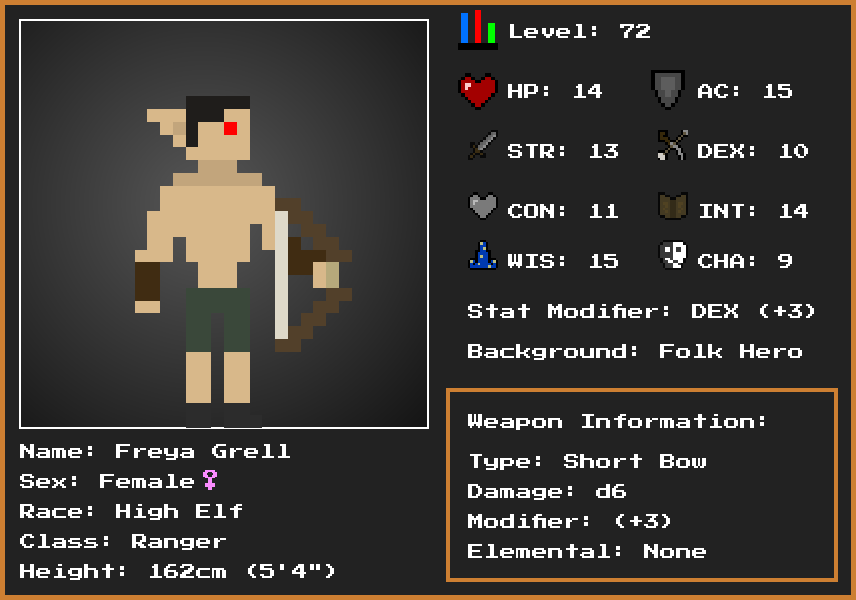 Level: 72
HP: 14
AC: 15
STR: 13
DEX: 10
CON: 11
INT: 14
WIS: 15
CHA: 9
Stat Modifier: DEX (+3)
Background: Folk Hero
Weapon Information:
Type: Short Bow
Damage: d6
Modifier: (+3)
Elemental: None
Name: Freya Grell
Sex: Female♀
Race: High Elf
Class: Ranger
Height: 162cm (5'4")